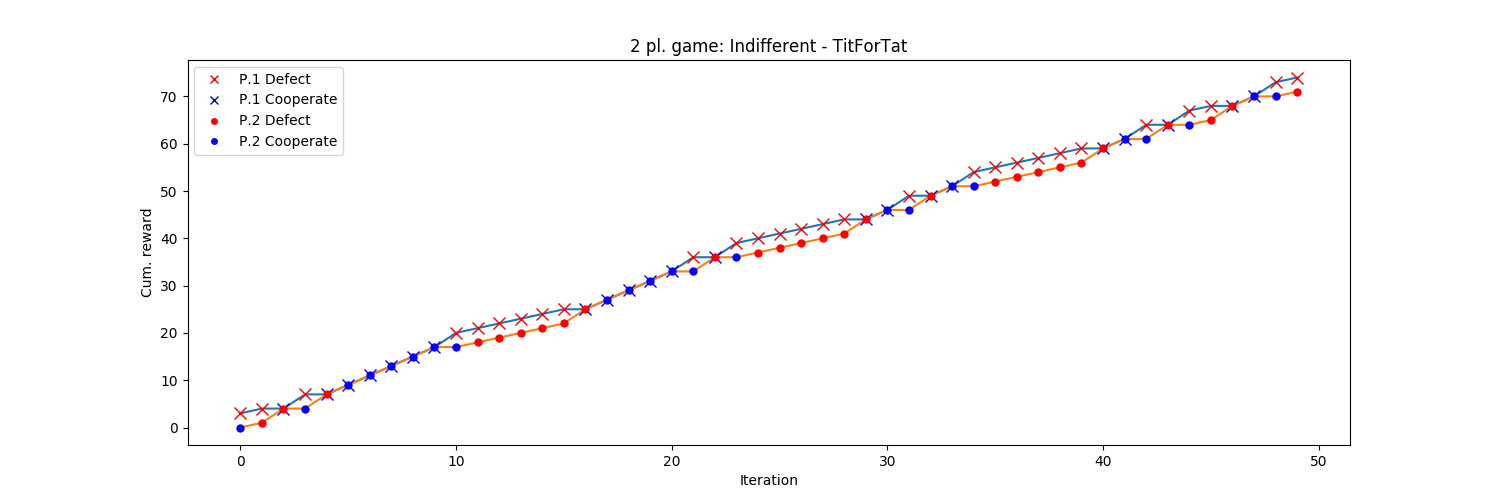 2 pl. game: Indifferent - TitForTat
P.1 Defect
P.1 Cooperate
P.2 Defect
P.2 Cooperate
Cum. reward
70
60
50
40
30
20
10
0
0 10 20 30 40 50
Iteration